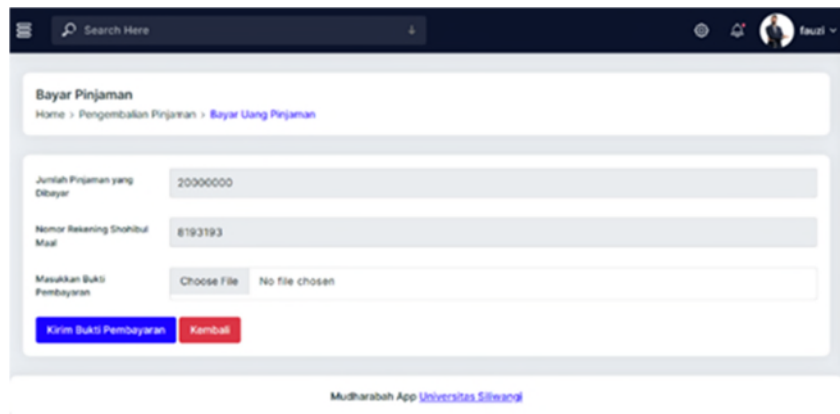 Search Here
fauzi
Bayar Pinjaman
Home > Pengembalian Pinjaman > Bayar Uang Pinjaman
Jumlah Pinjaman yang
Dibayar
20000000
Nomor Rekening Shohibul
Maal
8193193
Masukkan Bukti
Pembayaran
Choose File No file chosen
Kirim Bukti Pembayaran Kembali
Mudharabah App Universitas Siliwangi